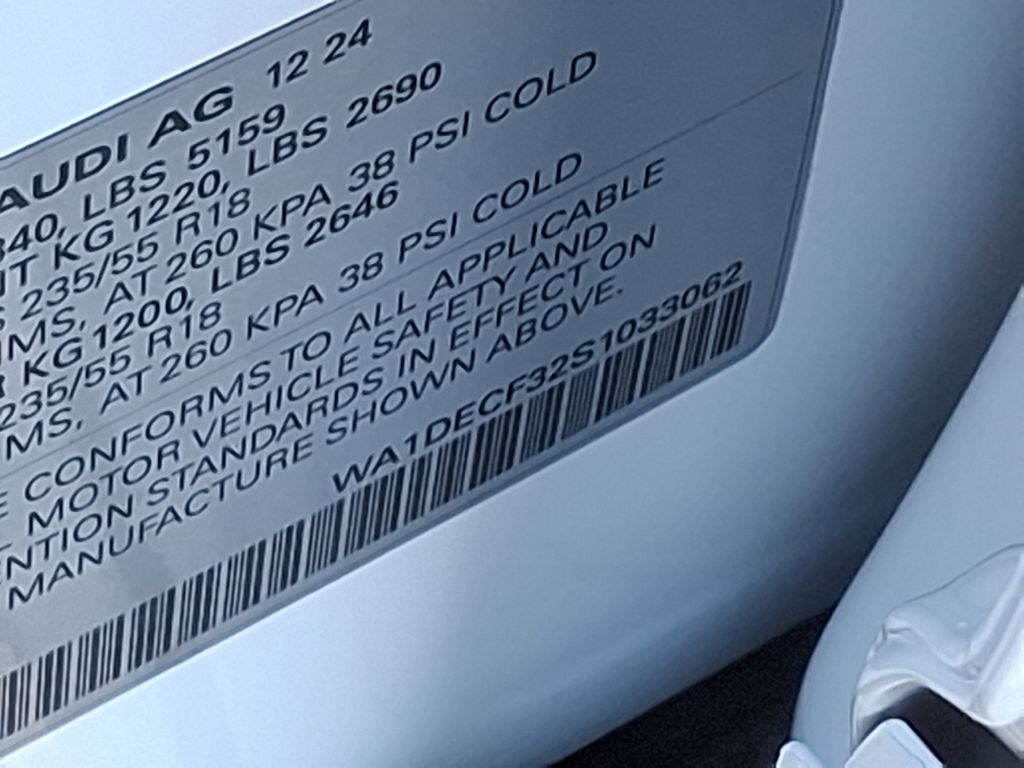 AUDI AG 12 24
340, LBS 5159
KG 1220, LBS 2690
235/55 R18
MS, AT 260 KPA 38 PSI COLD
KG 1200, LBS 2646
235/55 R18
MS, AT 260 KPA 38 PSI COLD
CONFORMS TO ALL APPLICABLE
MOTOR VEHICLE SAFETY AND
NTION STANDARDS IN EFFECT ON
MANUFACTURE SHOWN ABOVE.
WA1DECF32S1033062